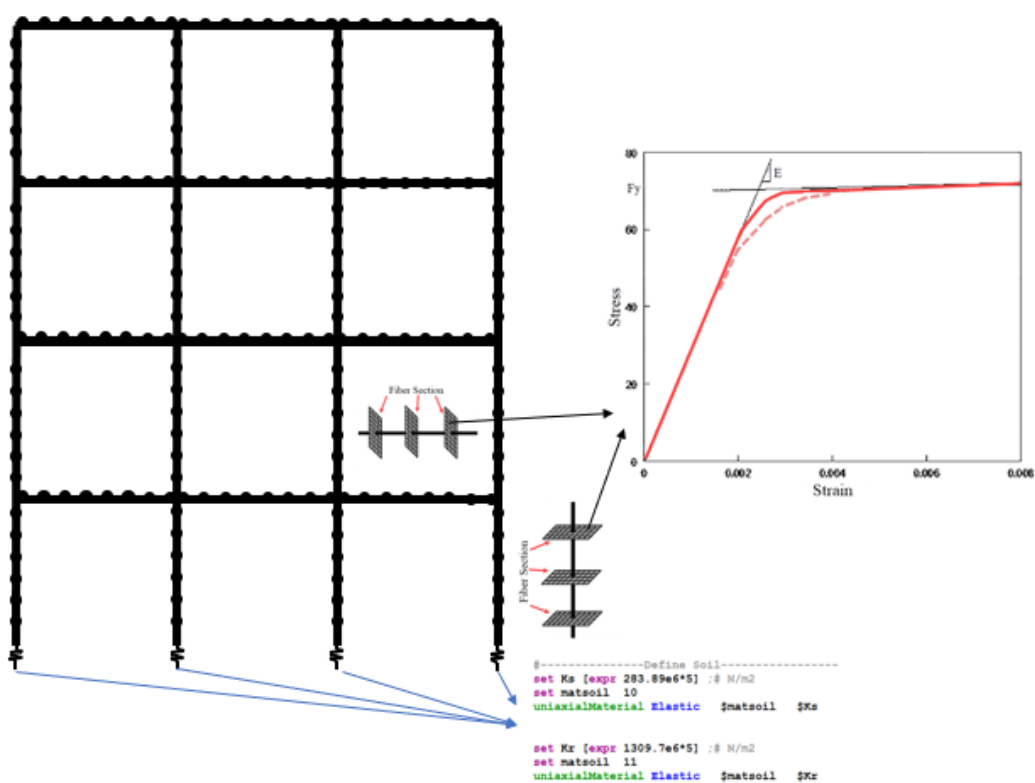 80
Fy
E
60
40
20
0
0
0.002
0.004
0.006
0.008
Stress
Strain
Fiber Section
Fiber Section
#---------------Define Soil-----------------
set Ks [expr 283.89e6*5] ;# N/m2
set matsoil 10
uniaxialMaterial Elastic $matsoil $Ks
set Kr [expr 1309.7e6*5] ;# N/m2
set matsoil 11
uniaxialMaterial Elastic $matsoil $Kr